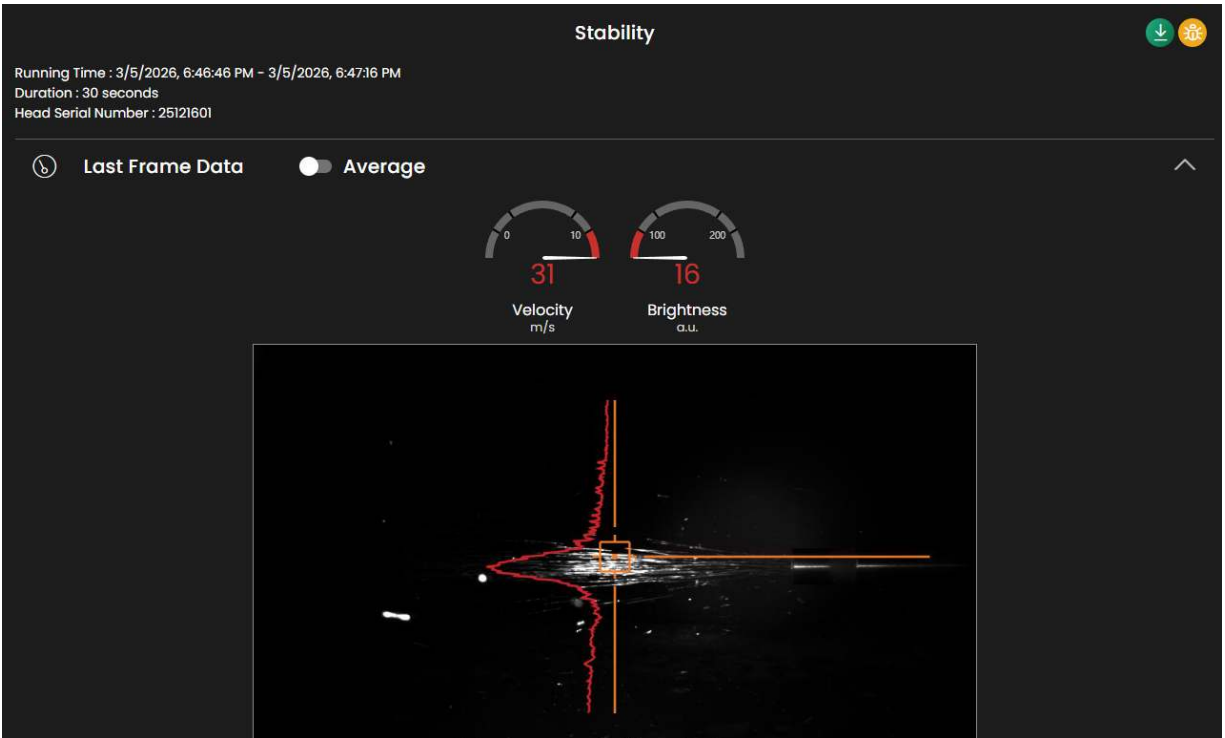 Stability
Running Time : 3/5/2026, 6:46:46 PM - 3/5/2026, 6:47:16 PM
Duration : 30 seconds
Head Serial Number : 25121601
Last Frame Data
Average
0 10
100 200
31
16
Velocity
m/s
Brightness
a.u.